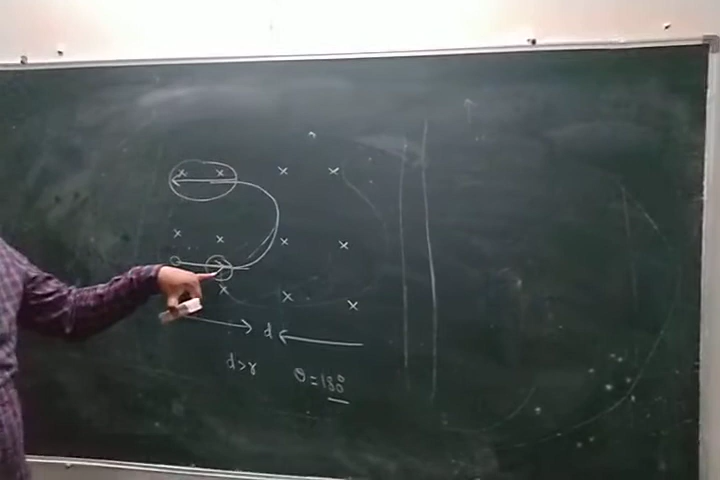 × × × ×
× × × ×
× × ×
d
d>r θ=180°